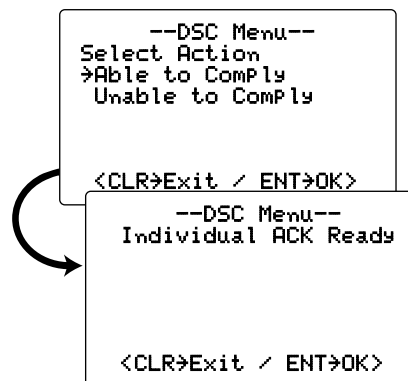 --DSC Menu--
Select Action
→Able to ComPly
Unable to ComPly
<CLR→Exit / ENT→OK>
--DSC Menu--
Individual ACK Ready
<CLR→Exit / ENT→OK>